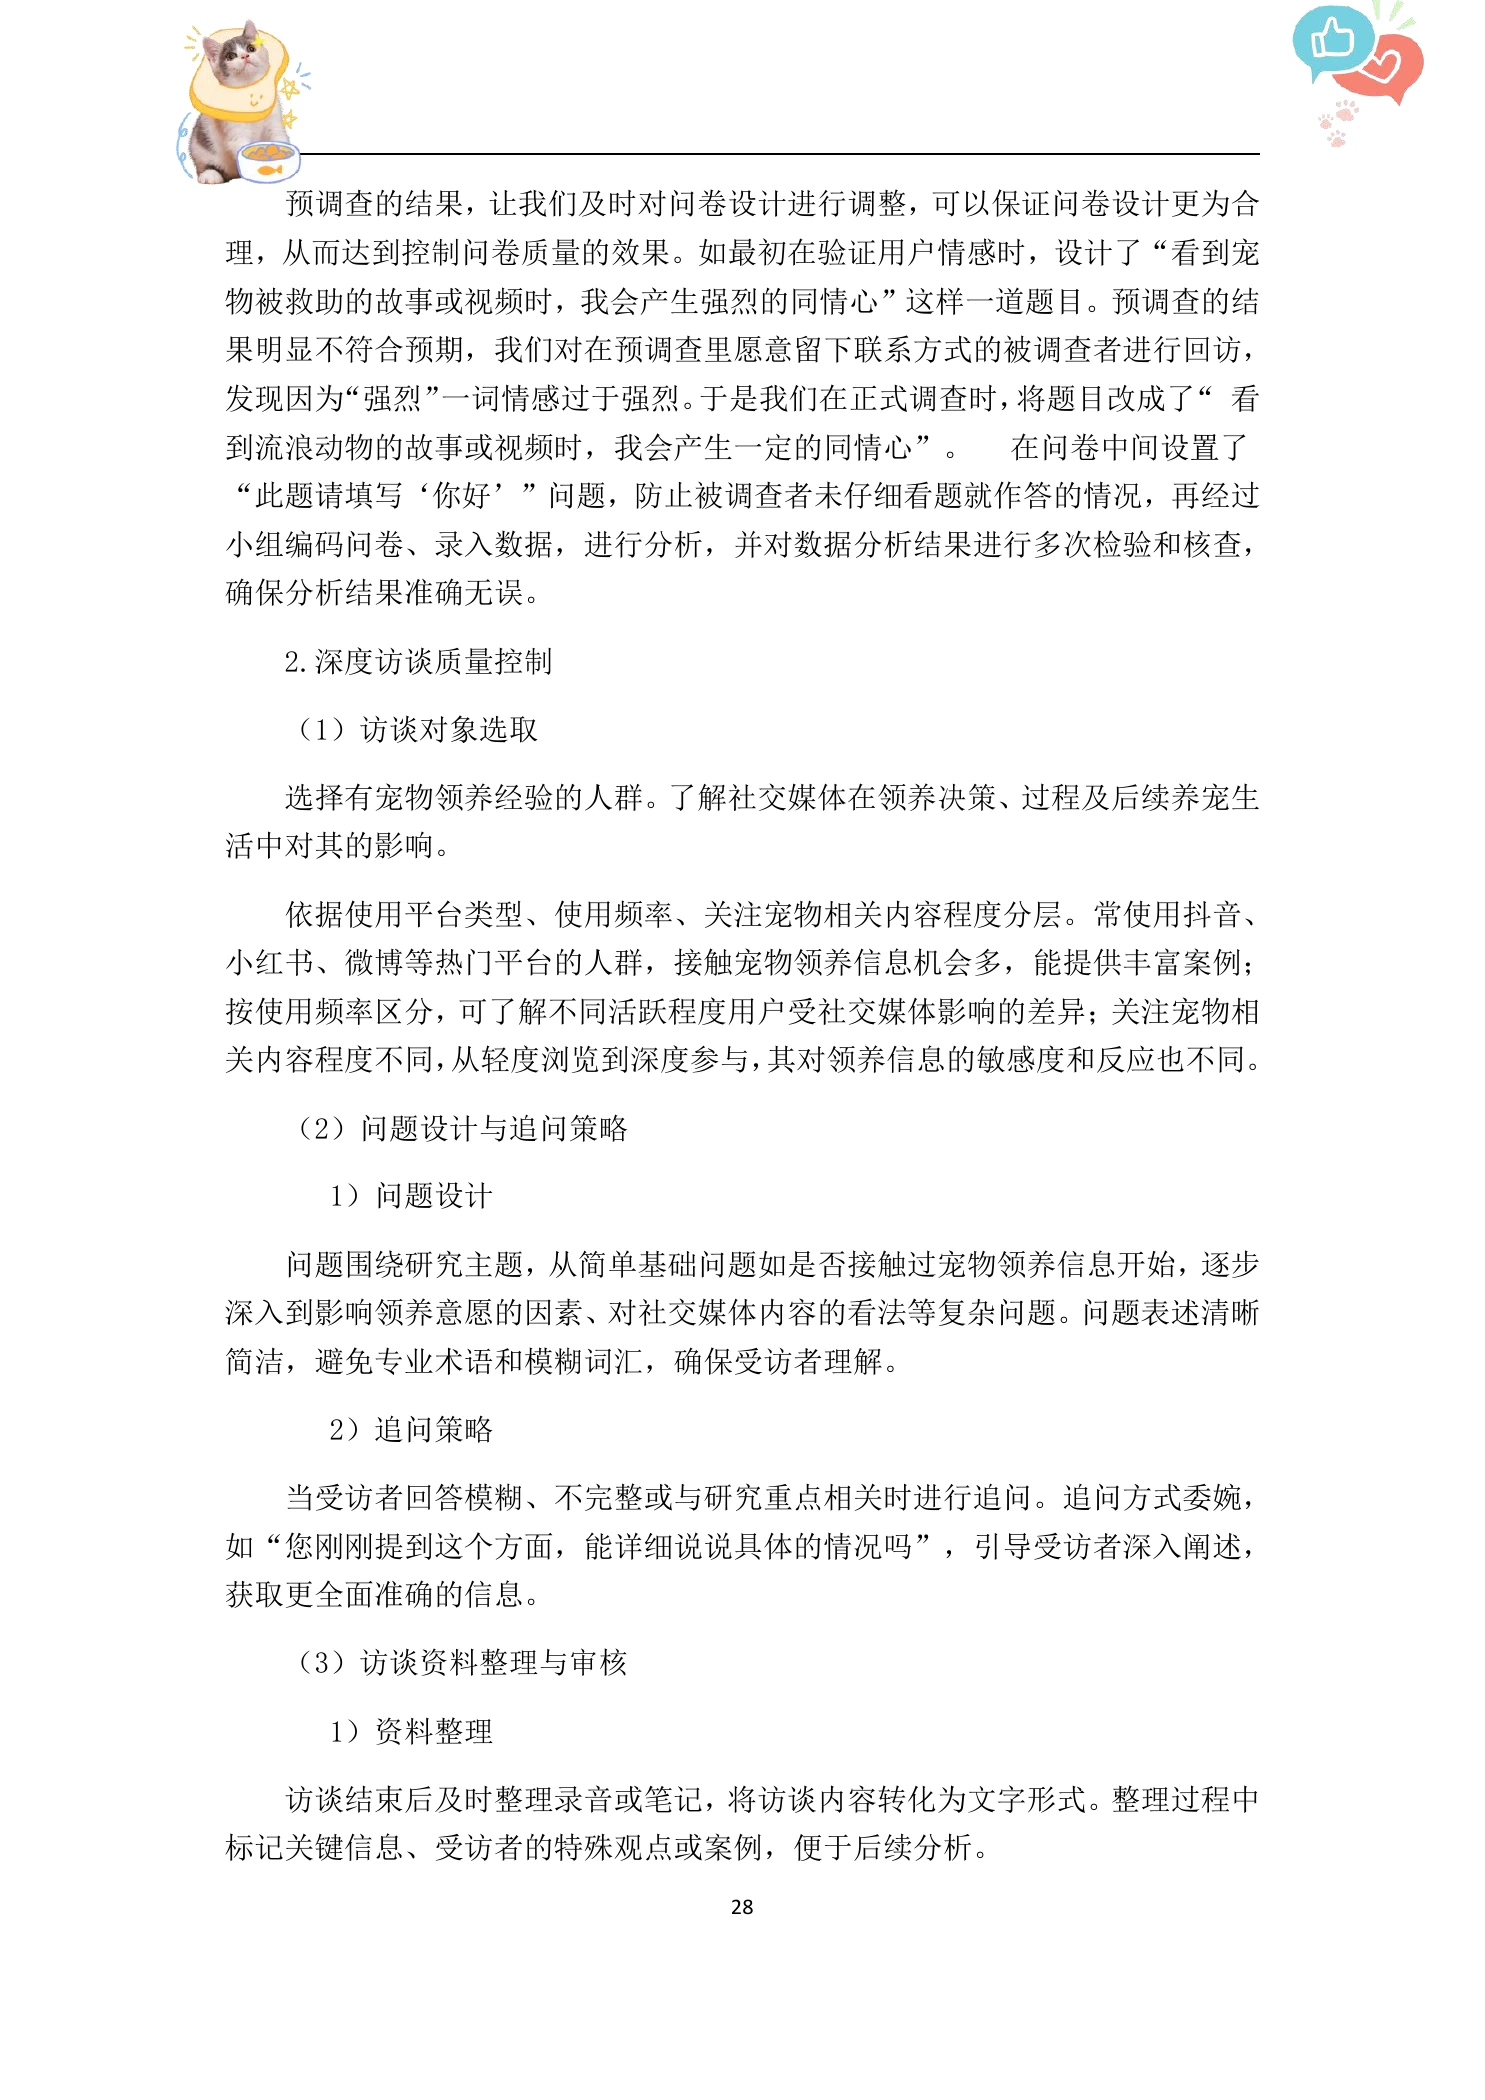 预调查的结果，让我们及时对问卷设计进行调整，可以保证问卷设计更为合
理，从而达到控制问卷质量的效果。如最初在验证用户情感时，设计了“看到宠
物被救助的故事或视频时，我会产生强烈的同情心”这样一道题目。预调查的结
果明显不符合预期，我们对在预调查里愿意留下联系方式的被调查者进行回访，
发现因为“强烈”一词情感过于强烈。于是我们在正式调查时，将题目改成了“ 看
到流浪动物的故事或视频时，我会产生一定的同情心”。 在问卷中间设置了
“此题请填写‘你好’”问题，防止被调查者未仔细看题就作答的情况，再经过
小组编码问卷、录入数据，进行分析，并对数据分析结果进行多次检验和核查，
确保分析结果准确无误。
2.深度访谈质量控制
（1）访谈对象选取
选择有宠物领养经验的人群。了解社交媒体在领养决策、过程及后续养宠生
活中对其的影响。
依据使用平台类型、使用频率、关注宠物相关内容程度分层。常使用抖音、
小红书、微博等热门平台的人群，接触宠物领养信息机会多，能提供丰富案例；
按使用频率区分，可了解不同活跃程度用户受社交媒体影响的差异；关注宠物相
关内容程度不同，从轻度浏览到深度参与，其对领养信息的敏感度和反应也不同。
（2）问题设计与追问策略
1）问题设计
问题围绕研究主题，从简单基础问题如是否接触过宠物领养信息开始，逐步
深入到影响领养意愿的因素、对社交媒体内容的看法等复杂问题。问题表述清晰
简洁，避免专业术语和模糊词汇，确保受访者理解。
2）追问策略
当受访者回答模糊、不完整或与研究重点相关时进行追问。追问方式委婉，
如“您刚刚提到这个方面，能详细说说具体的情况吗”，引导受访者深入阐述，
获取更全面准确的信息。
（3）访谈资料整理与审核
1）资料整理
访谈结束后及时整理录音或笔记，将访谈内容转化为文字形式。整理过程中
标记关键信息、受访者的特殊观点或案例，便于后续分析。
28